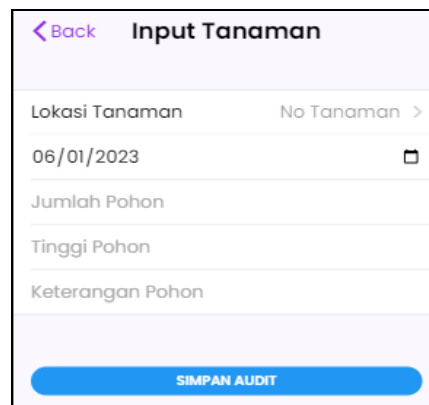 Back Input Tanaman
Lokasi Tanaman No Tanaman >
06/01/2023
Jumlah Pohon
Tinggi Pohon
Keterangan Pohon
SIMPAN AUDIT